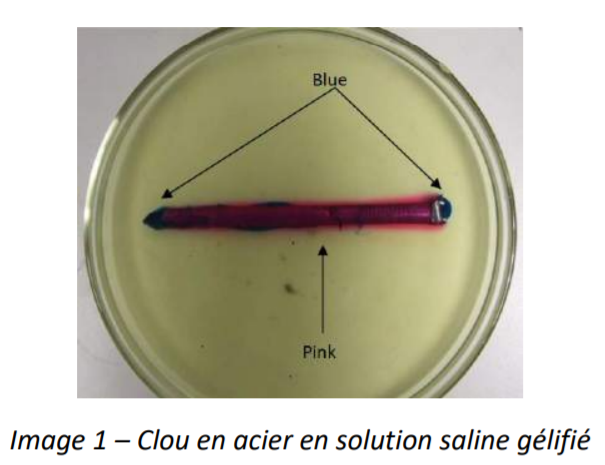 Blue
Pink
Image 1 – Clou en acier en solution saline gélifié